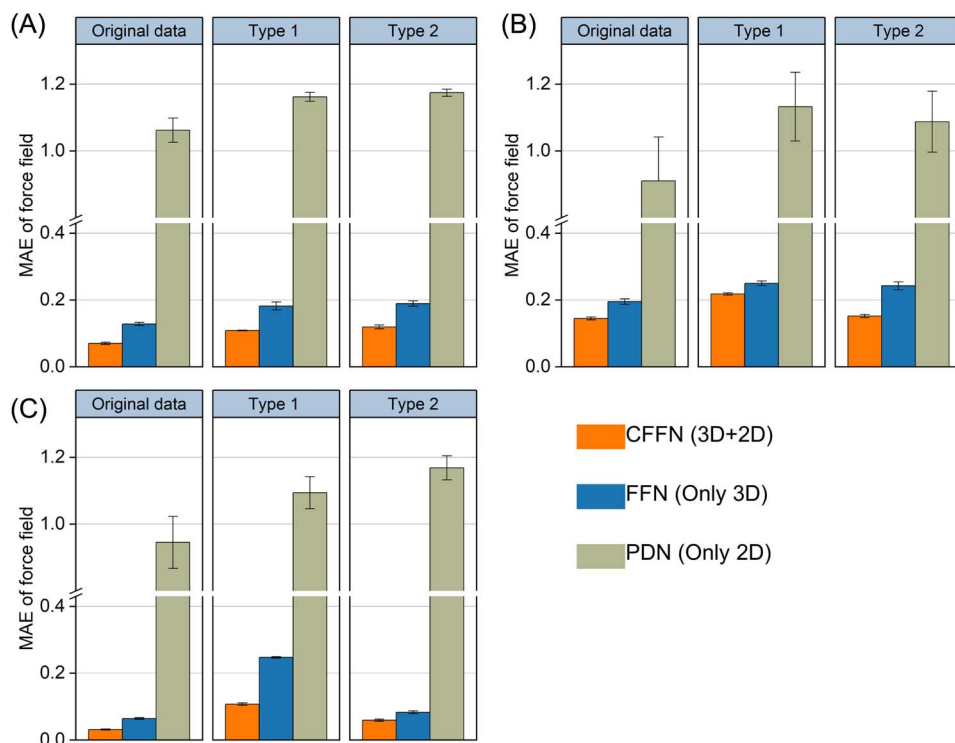 (A)
Original data
Type 1
Type 2
MAE of force field
1.2
1.0
0.4
0.2
0.0
(B)
Original data
Type 1
Type 2
MAE of force field
1.2
1.0
0.4
0.2
0.0
(C)
Original data
Type 1
Type 2
MAE of force field
1.2
1.0
0.4
0.2
0.0
CFFN (3D+2D)
FFN (Only 3D)
PDN (Only 2D)